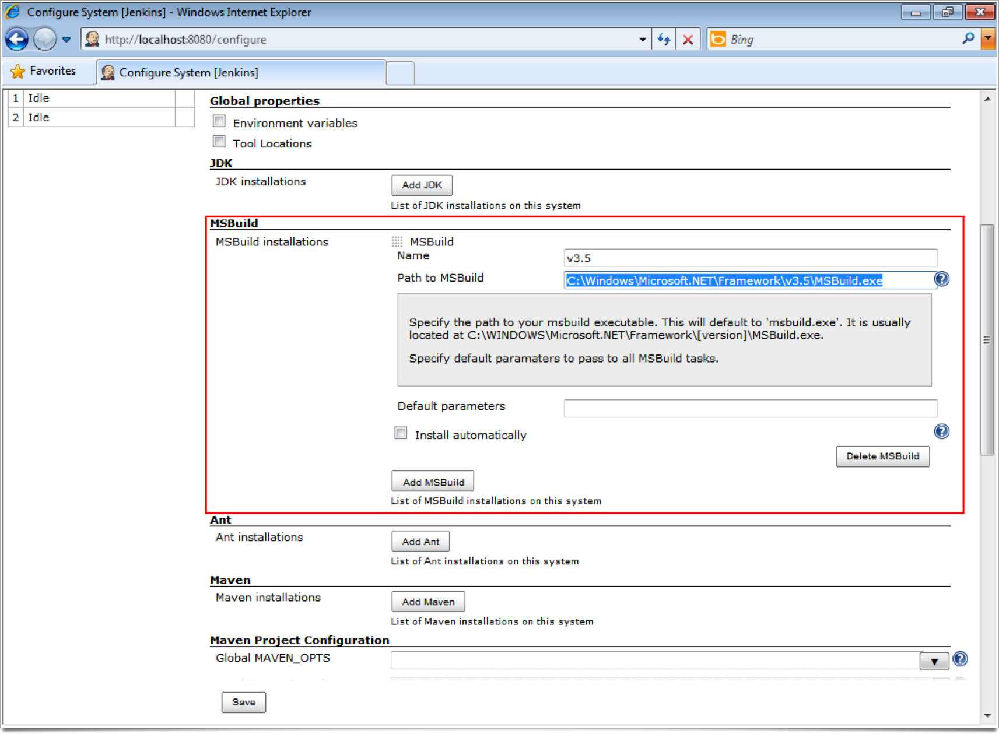 Configure System [Jenkins] - Windows Internet Explorer
http://localhost:8080/configure
Bing
Favorites
Configure System [Jenkins]
1 Idle
2 Idle
Global properties
Environment variables
Tool Locations
JDK
JDK installations
Add JDK
List of JDK installations on this system
MSBuild
MSBuild installations
MSBuild
Name
v3.5
Path to MSBuild
C:\Windows\Microsoft.NET\Framework\v3.5\MSBuild.exe
Specify the path to your msbuild executable. This will default to 'msbuild.exe'. It is usually
located at C:\WINDOWS\Microsoft.NET\Framework\[version]\MSBuild.exe.
Specify default paramaters to pass to all MSBuild tasks.
Default parameters
Install automatically
Delete MSBuild
Add MSBuild
List of MSBuild installations on this system
Ant
Ant installations
Add Ant
List of Ant installations on this system
Maven
Maven installations
Add Maven
List of Maven installations on this system
Maven Project Configuration
Global MAVEN_OPTS
Save